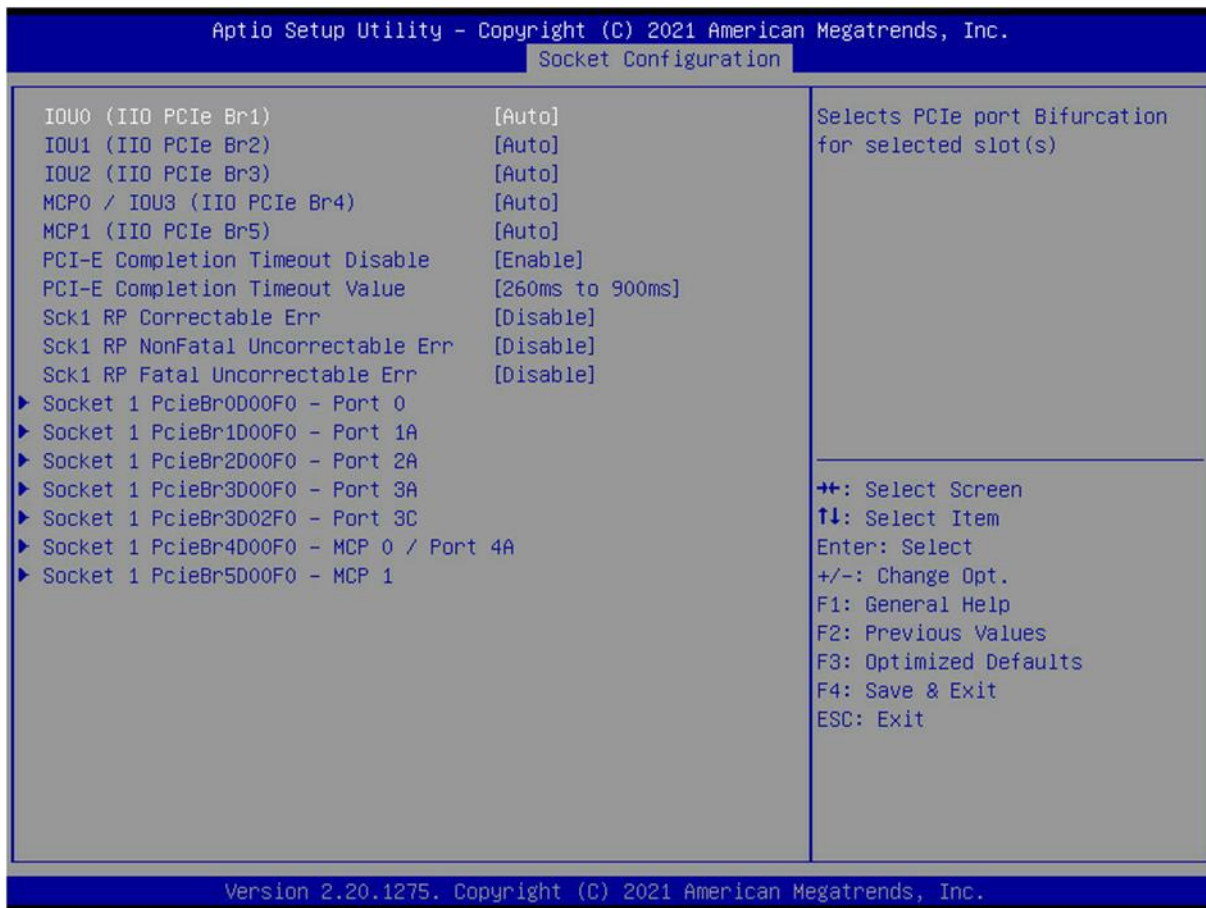 Aptio Setup Utility – Copyright (C) 2021 American Megatrends, Inc.
Socket Configuration
IOU0 (IIO PCIe Br1) [Auto]
IOU1 (IIO PCIe Br2) [Auto]
IOU2 (IIO PCIe Br3) [Auto]
MCP0 / IOU3 (IIO PCIe Br4) [Auto]
MCP1 (IIO PCIe Br5) [Auto]
PCI-E Completion Timeout Disable [Enable]
PCI-E Completion Timeout Value [260ms to 900ms]
Sck1 RP Correctable Err [Disable]
Sck1 RP NonFatal Uncorrectable Err [Disable]
Sck1 RP Fatal Uncorrectable Err [Disable]
Socket 1 PcieBr0D00F0 - Port 0
Socket 1 PcieBr1D00F0 - Port 1A
Socket 1 PcieBr2D00F0 - Port 2A
Socket 1 PcieBr3D00F0 - Port 3A
Socket 1 PcieBr3D02F0 - Port 3C
Socket 1 PcieBr4D00F0 - MCP 0 / Port 4A
Socket 1 PcieBr5D00F0 - MCP 1
Selects PCIe port Bifurcation
for selected slot(s)
→←: Select Screen
↑↓: Select Item
Enter: Select
+/-: Change Opt.
F1: General Help
F2: Previous Values
F3: Optimized Defaults
F4: Save & Exit
ESC: Exit
Version 2.20.1275. Copyright (C) 2021 American Megatrends, Inc.